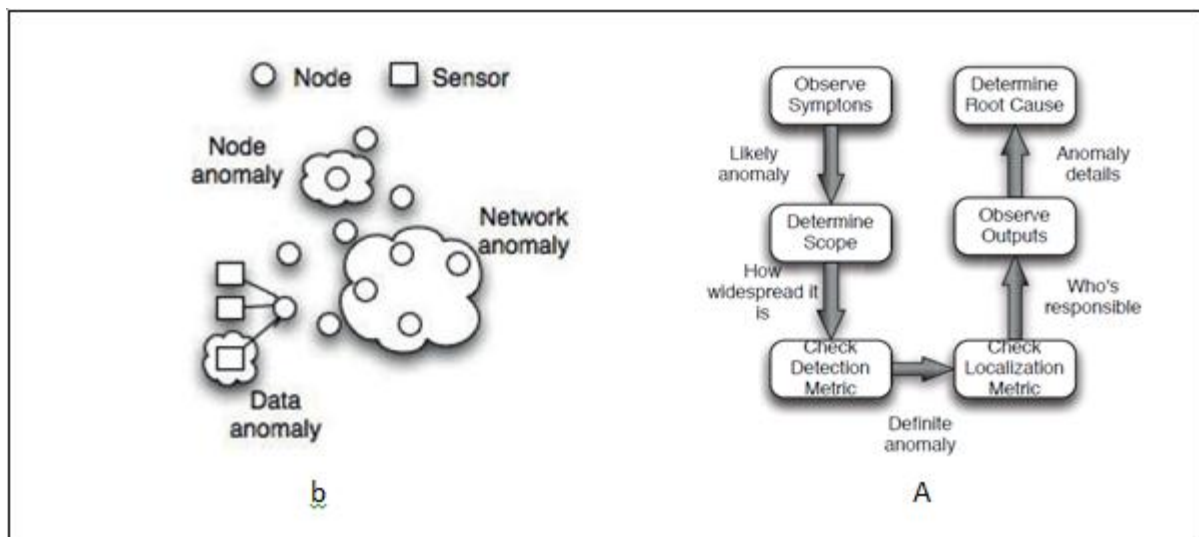 Node
Sensor
Node
anomaly
Network
anomaly
Data
anomaly
b
Observe
Symptons
Likely
anomaly
Determine
Scope
How
widespread it
is
Check
Detection
Metric
Definite
anomaly
Check
Localization
Metric
Who's
responsible
Observe
Outputs
Anomaly
details
Determine
Root Cause
A